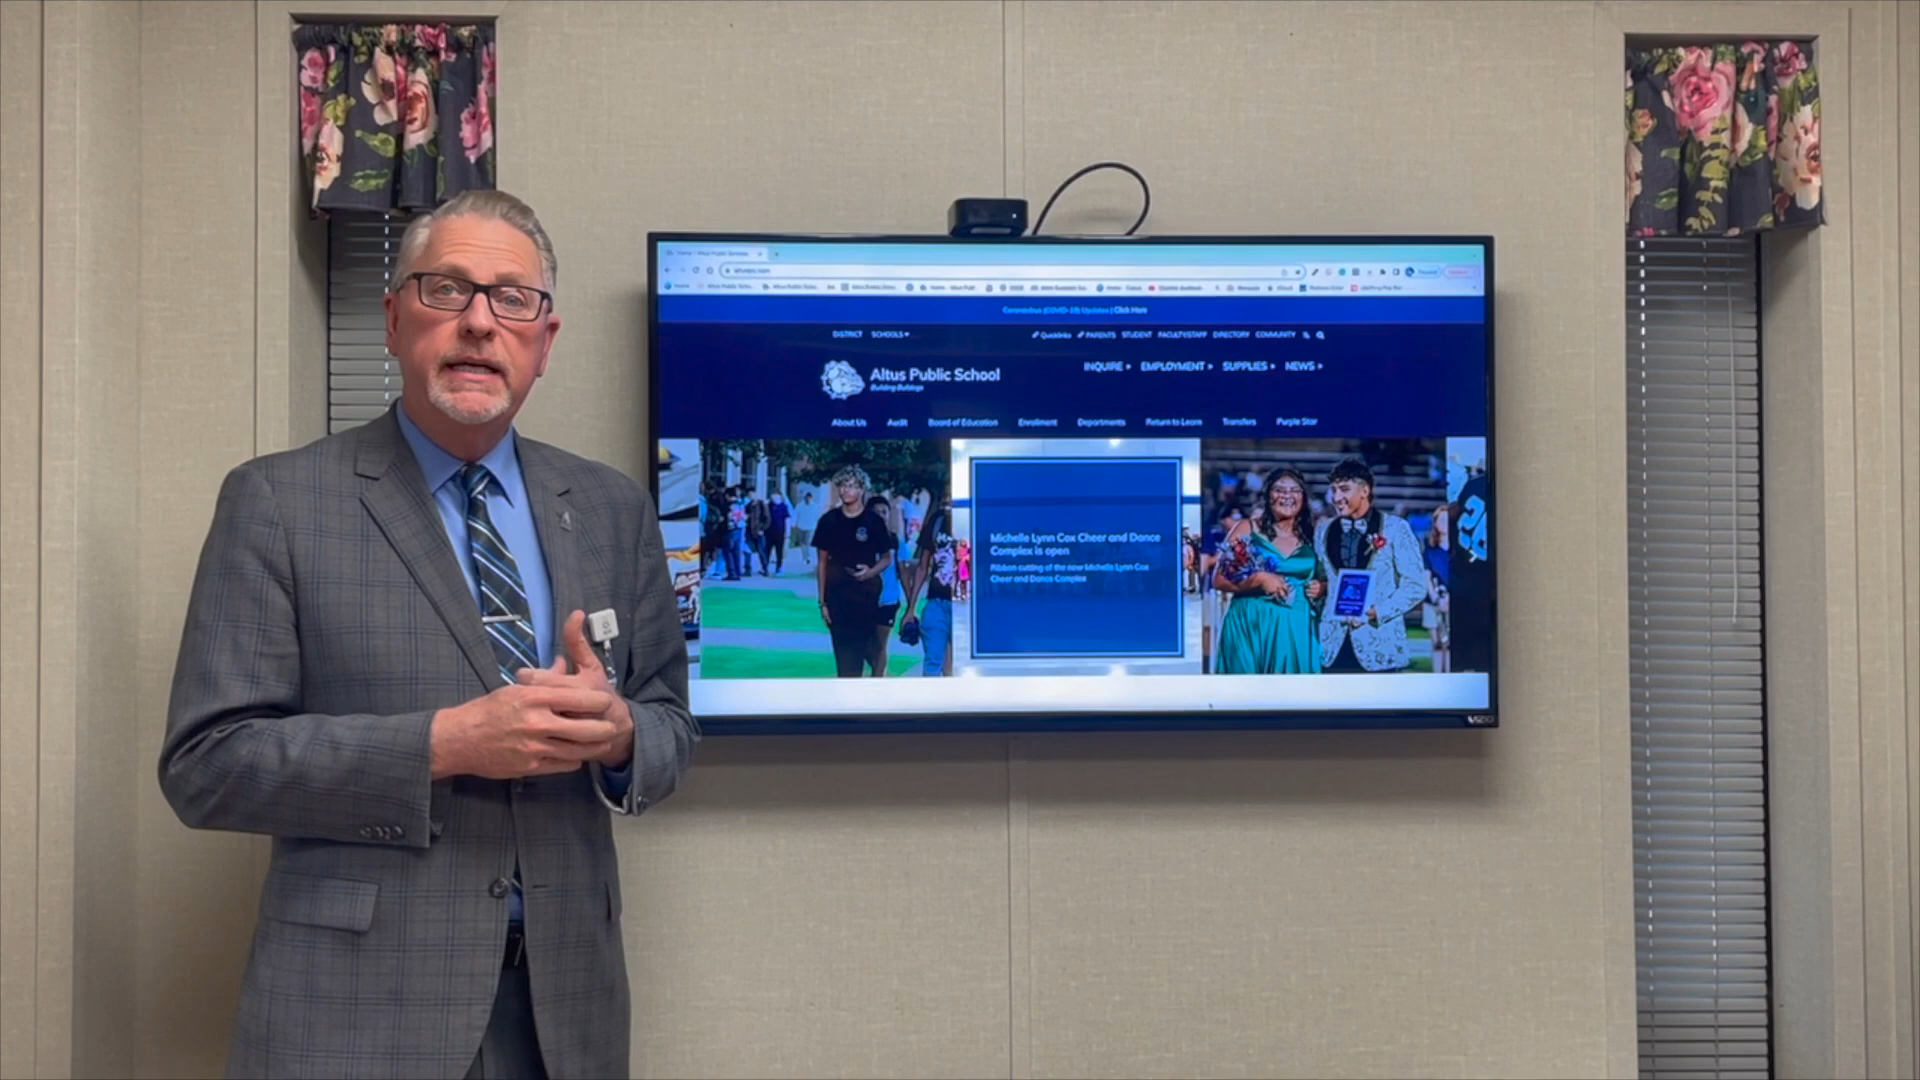 Coronavirus (COVID-19) Updates | Click Here
DISTRICT SCHOOLS
Quicklinks PARENTS STUDENT FACULTY/STAFF DIRECTORY COMMUNITY
Altus Public School
Building Bulldogs
INQUIRE EMPLOYMENT SUPPLIES NEWS
About Us Audit Board of Education Enrollment Departments Return to Learn Transfers Purple Star
Michelle Lynn Cox Cheer and Dance
Complex is open
Ribbon cutting of the new Michelle Lynn Cox
Cheer and Dance Complex
VIZIO